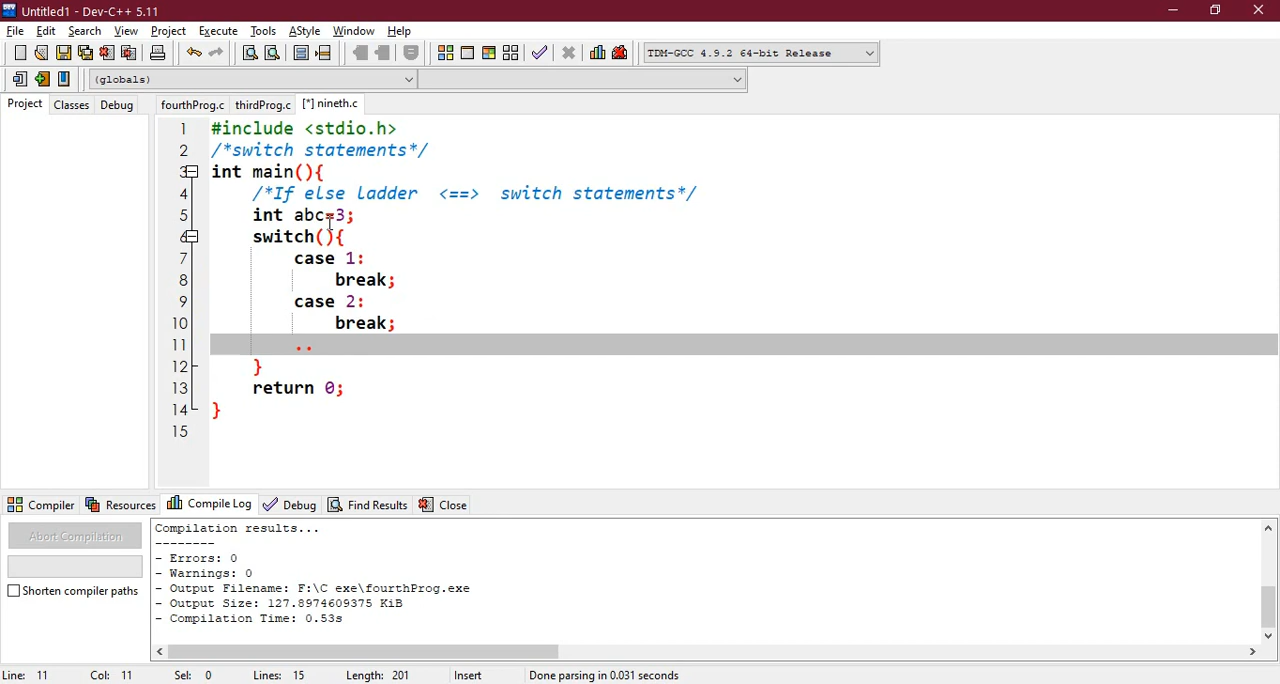 Untitled1 - Dev-C++ 5.11
File Edit Search View Project Execute Tools AStyle Window Help
TDM-GCC 4.9.2 64-bit Release
(globals)
Project Classes Debug fourthProg.c thirdProg.c [*] nineth.c
1 #include <stdio.h>
2 /*switch statements*/
3 int main(){
4 /*If else ladder <==> switch statements*/
5 int abc=3;
6 switch(){
7 case 1:
8 break;
9 case 2:
10 break;
11 ..
12 }
13 return 0;
14 }
15
Compiler Resources Compile Log Debug Find Results Close
Abort Compilation
Shorten compiler paths
Compilation results...
--------
- Errors: 0
- Warnings: 0
- Output Filename: F:\C exe\fourthProg.exe
- Output Size: 127.8974609375 KiB
- Compilation Time: 0.53s
Line: 11 Col: 11 Sel: 0 Lines: 15 Length: 201 Insert Done parsing in 0.031 seconds